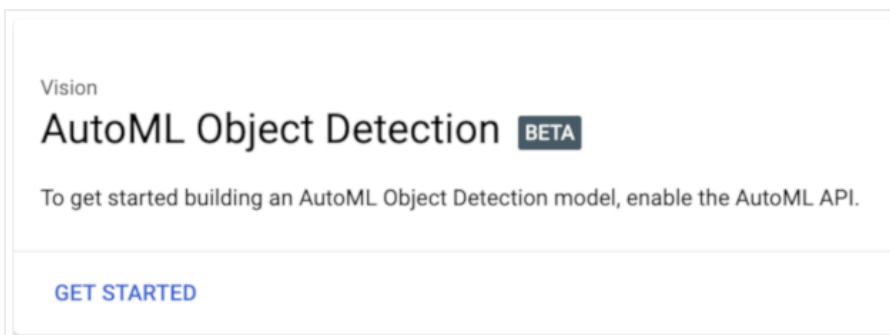 Vision
AutoML Object Detection BETA
To get started building an AutoML Object Detection model, enable the AutoML API.
GET STARTED